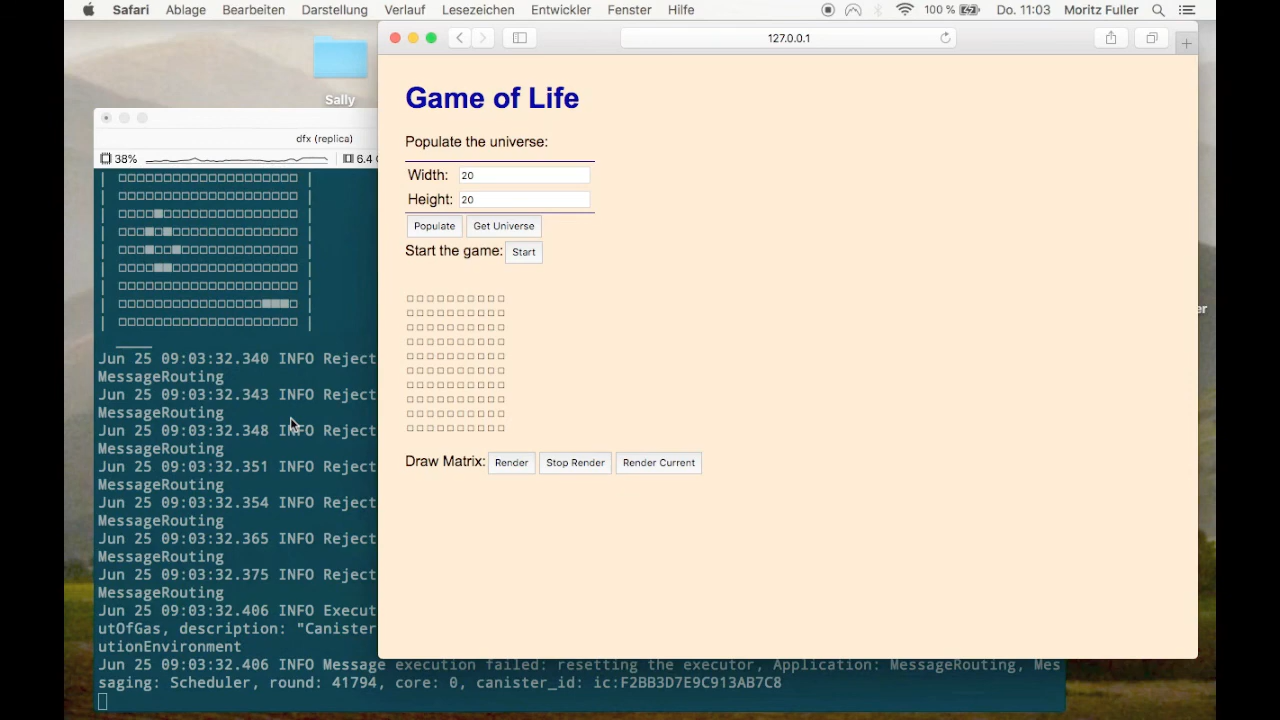 Safari Ablage Bearbeiten Darstellung Verlauf Lesezeichen Entwickler Fenster Hilfe 100 % Do. 11:03 Moritz Fuller
127.0.0.1
Sally
dfx (replica)
38% 6.4
Game of Life
Populate the universe:
Width: 20
Height: 20
Populate Get Universe
Start the game: Start
Draw Matrix: Render Stop Render Render Current
er
Jun 25 09:03:32.340 INFO Reject
MessageRouting
Jun 25 09:03:32.343 INFO Reject
MessageRouting
Jun 25 09:03:32.348 INFO Reject
MessageRouting
Jun 25 09:03:32.351 INFO Reject
MessageRouting
Jun 25 09:03:32.354 INFO Reject
MessageRouting
Jun 25 09:03:32.365 INFO Reject
MessageRouting
Jun 25 09:03:32.375 INFO Reject
MessageRouting
Jun 25 09:03:32.406 INFO Execut
utOfGas, description: "Canister
utionEnvironment
Jun 25 09:03:32.406 INFO Message execution failed: resetting the executor, Application: MessageRouting, Mes
saging: Scheduler, round: 41794, core: 0, canister_id: ic:F2BB3D7E9C913AB7C8